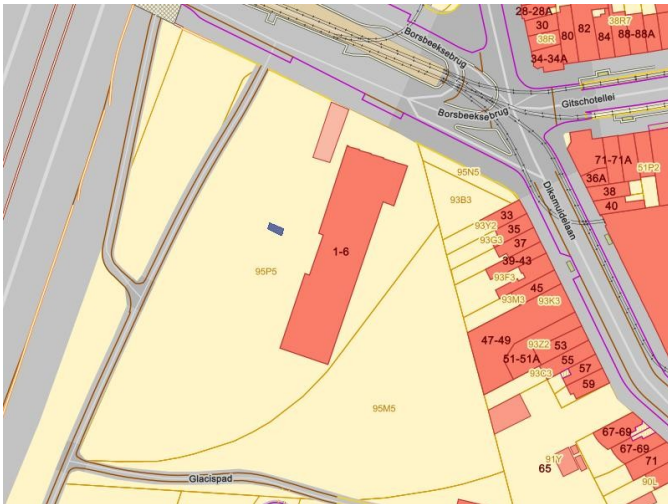 28-28A
30
38R
34-34A
80
82
84
38R7
88-88A
Borsbeeksebrug
Borsbeeksebrug
Gitschotellei
71-71A
36A
38
40
51P2
Diksmuidelaan
95N5
93B3
93Y2
33
35
93G3
37
39-43
93F3
45
93M3
93K3
1-6
95P5
47-49
93Z2
53
51-51A
55
93C3
57
59
95M5
67-69
67-69
71
91Y
65
90L
Glacispad